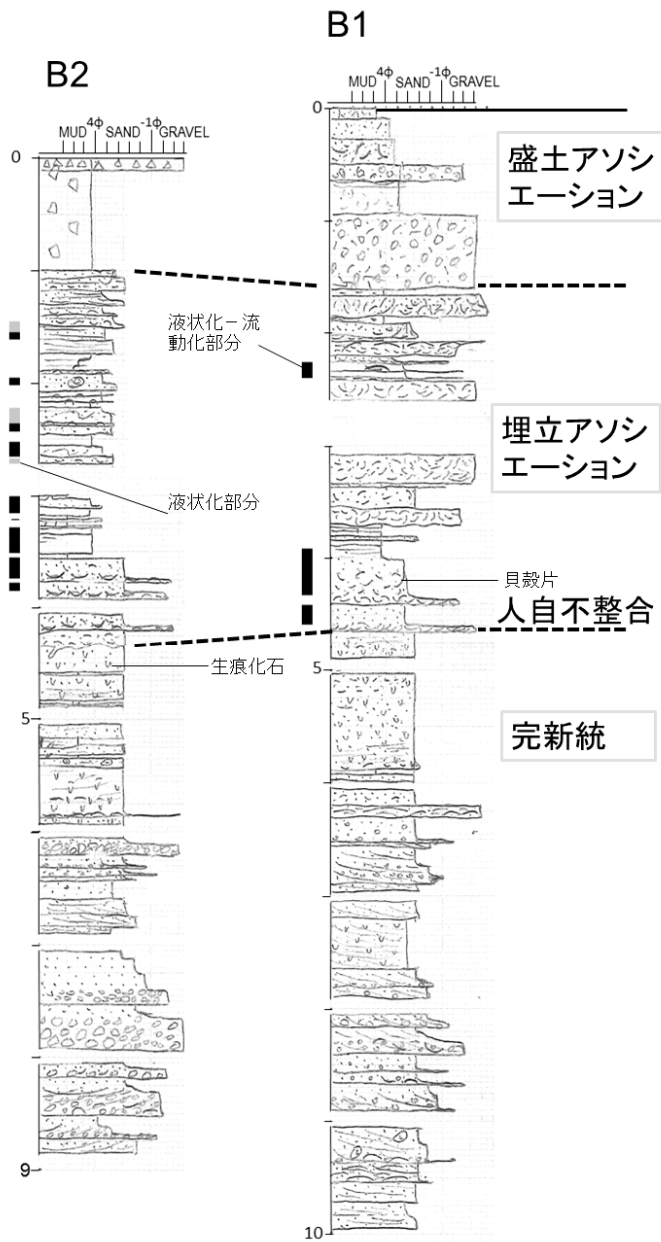 B1
MUD 4Φ SAND -1Φ GRAVEL
B2
MUD 4Φ SAND -1Φ GRAVEL
0
0
盛土アソシ
エーション
液状化－流
動化部分
埋立アソシ
エーション
液状化部分
貝殻片
人自不整合
生痕化石
5
5
完新統
9
10